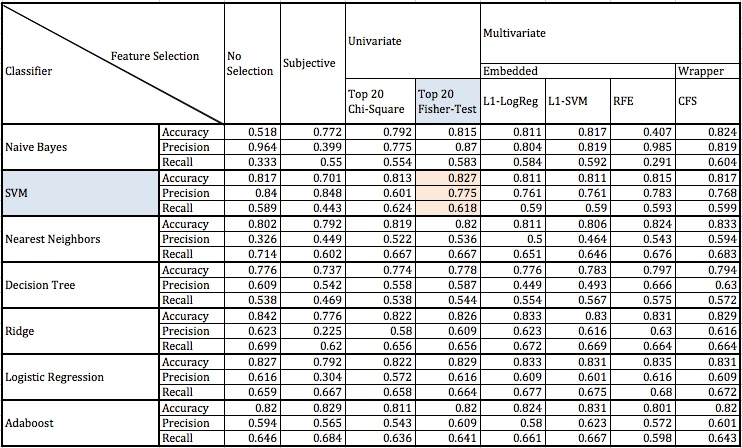 Feature Selection
Classifier
No Selection
Subjective
Univariate
Multivariate
Embedded
Wrapper
Top 20 Chi-Square
Top 20 Fisher-Test
L1-LogReg
L1-SVM
RFE
CFS
Naive Bayes
Accuracy 0.518 0.772 0.792 0.815 0.811 0.817 0.407 0.824
Precision 0.964 0.399 0.775 0.87 0.804 0.819 0.985 0.819
Recall 0.333 0.55 0.554 0.583 0.584 0.592 0.291 0.604
SVM
Accuracy 0.817 0.701 0.813 0.827 0.811 0.811 0.815 0.817
Precision 0.84 0.848 0.601 0.775 0.761 0.761 0.783 0.768
Recall 0.589 0.443 0.624 0.618 0.59 0.59 0.593 0.599
Nearest Neighbors
Accuracy 0.802 0.792 0.819 0.82 0.811 0.806 0.824 0.833
Precision 0.326 0.449 0.522 0.536 0.5 0.464 0.543 0.594
Recall 0.714 0.602 0.667 0.667 0.651 0.646 0.676 0.683
Decision Tree
Accuracy 0.776 0.737 0.774 0.778 0.776 0.783 0.797 0.794
Precision 0.609 0.542 0.558 0.587 0.449 0.493 0.666 0.63
Recall 0.538 0.469 0.538 0.544 0.554 0.567 0.575 0.572
Ridge
Accuracy 0.842 0.776 0.822 0.826 0.833 0.83 0.831 0.829
Precision 0.623 0.225 0.58 0.609 0.623 0.616 0.63 0.616
Recall 0.699 0.62 0.656 0.656 0.672 0.669 0.664 0.664
Logistic Regression
Accuracy 0.827 0.792 0.822 0.829 0.833 0.831 0.835 0.831
Precision 0.616 0.304 0.572 0.616 0.609 0.601 0.616 0.609
Recall 0.659 0.667 0.658 0.664 0.677 0.675 0.68 0.672
Adaboost
Accuracy 0.82 0.829 0.811 0.82 0.824 0.831 0.801 0.82
Precision 0.594 0.565 0.543 0.609 0.58 0.623 0.572 0.601
Recall 0.646 0.684 0.636 0.641 0.661 0.667 0.598 0.643